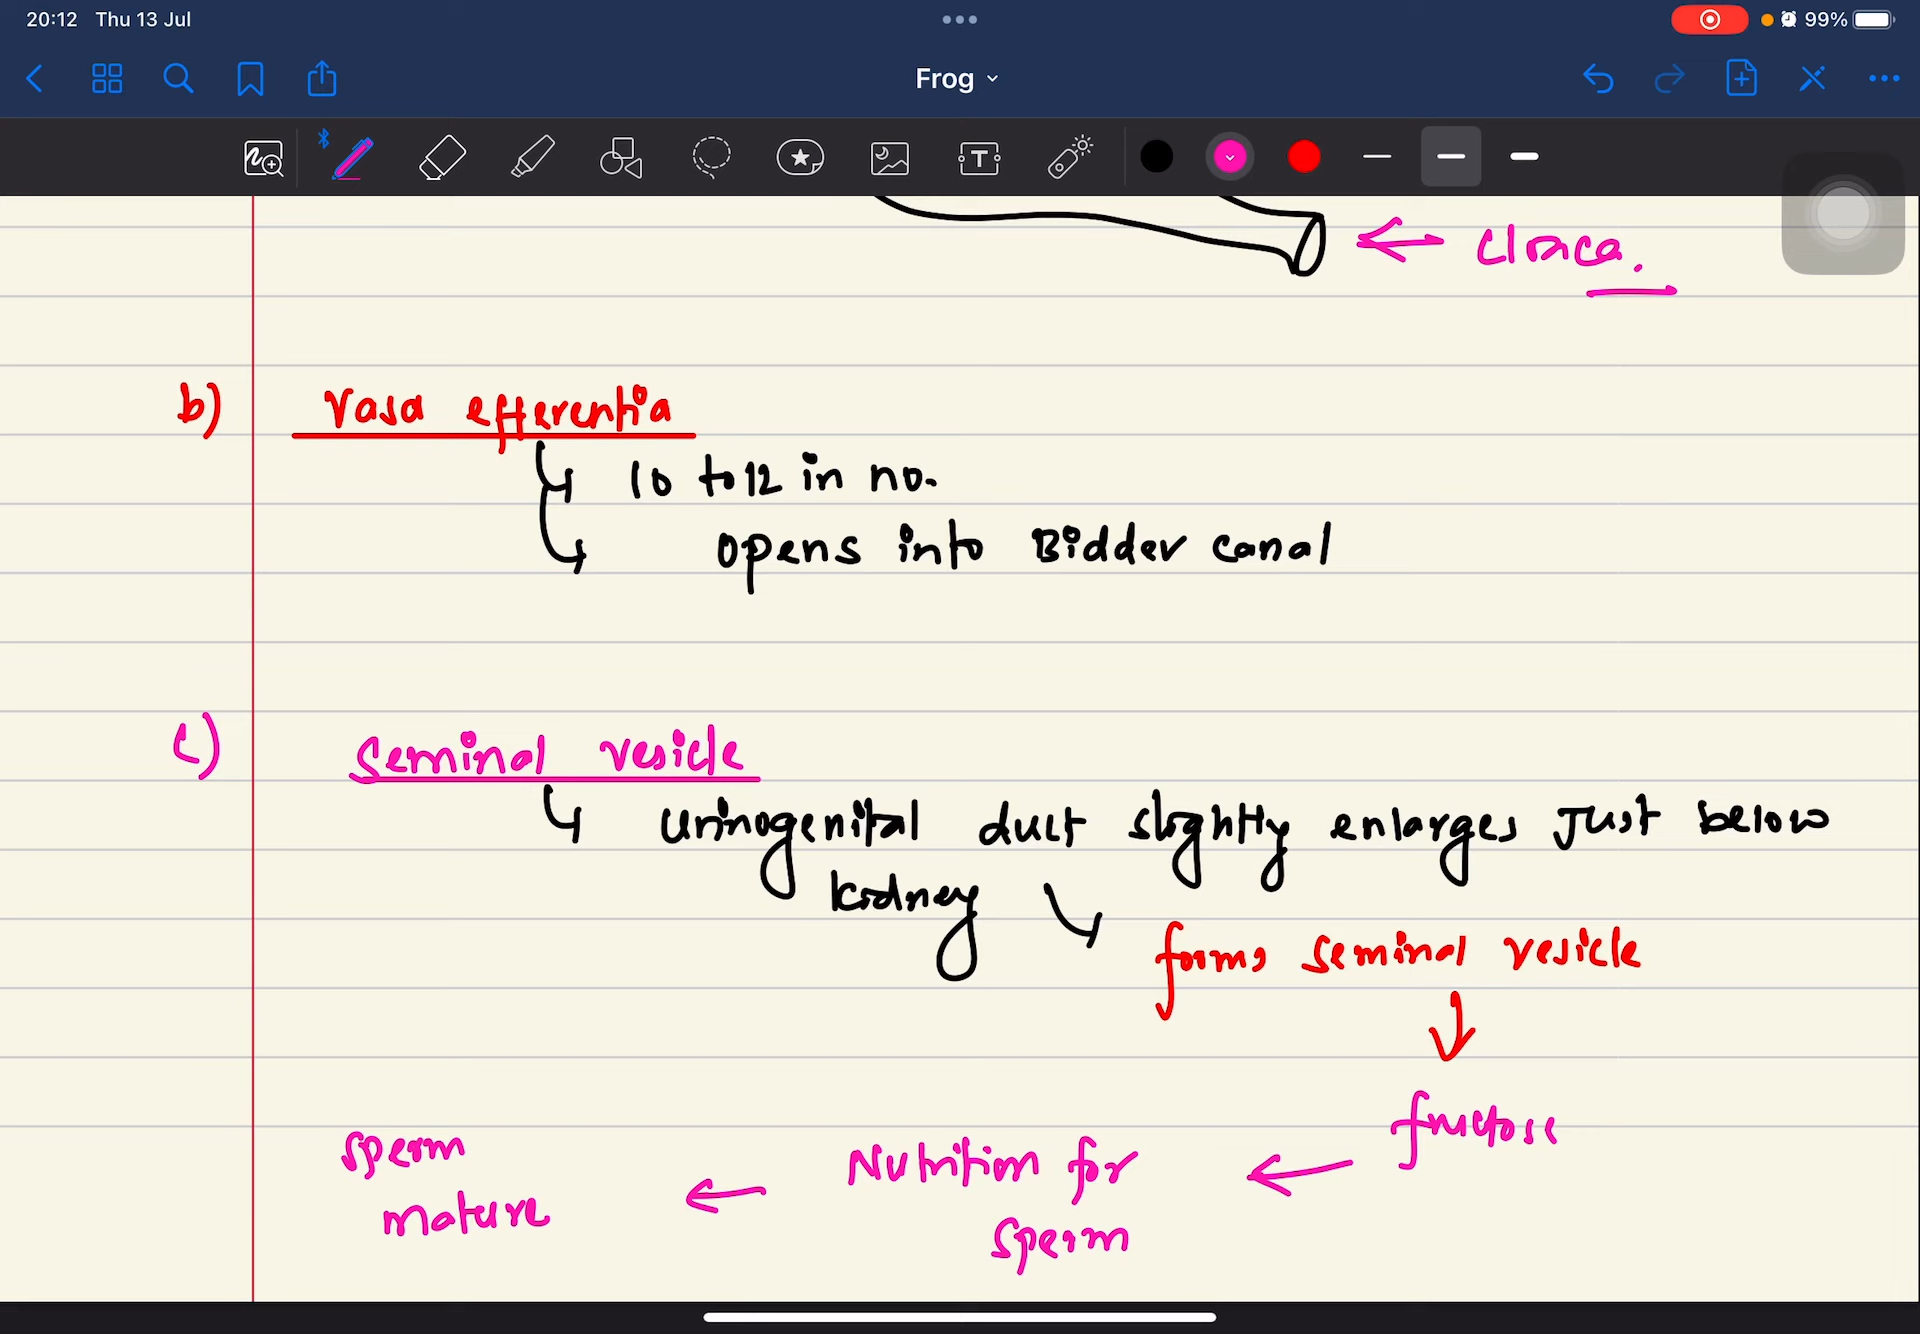 20:12 Thu 13 Jul
99%
Frog
T
← Cloaca.
b) Vasa efferentia
↳ 10 to 12 in no.
↳ opens into Bidder canal
c) Seminal vesicle
↳ urinogenital duct slightly enlarges Just below
kidney ↳
forms seminal vesicle
↓
fructose
←
Nutrition for
sperm
←
sperm
mature